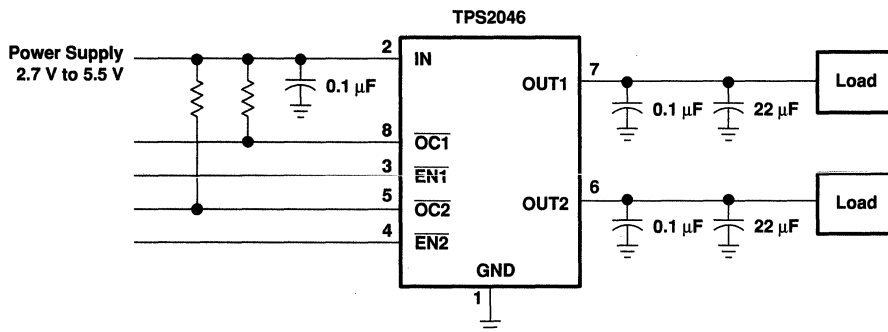 TPS2046
Power Supply
2.7 V to 5.5 V
2
IN
0.1 μF
OUT1
7
0.1 μF
22 μF
Load
8
OC1
3
EN1
5
OC2
4
EN2
OUT2
6
0.1 μF
22 μF
Load
GND
1